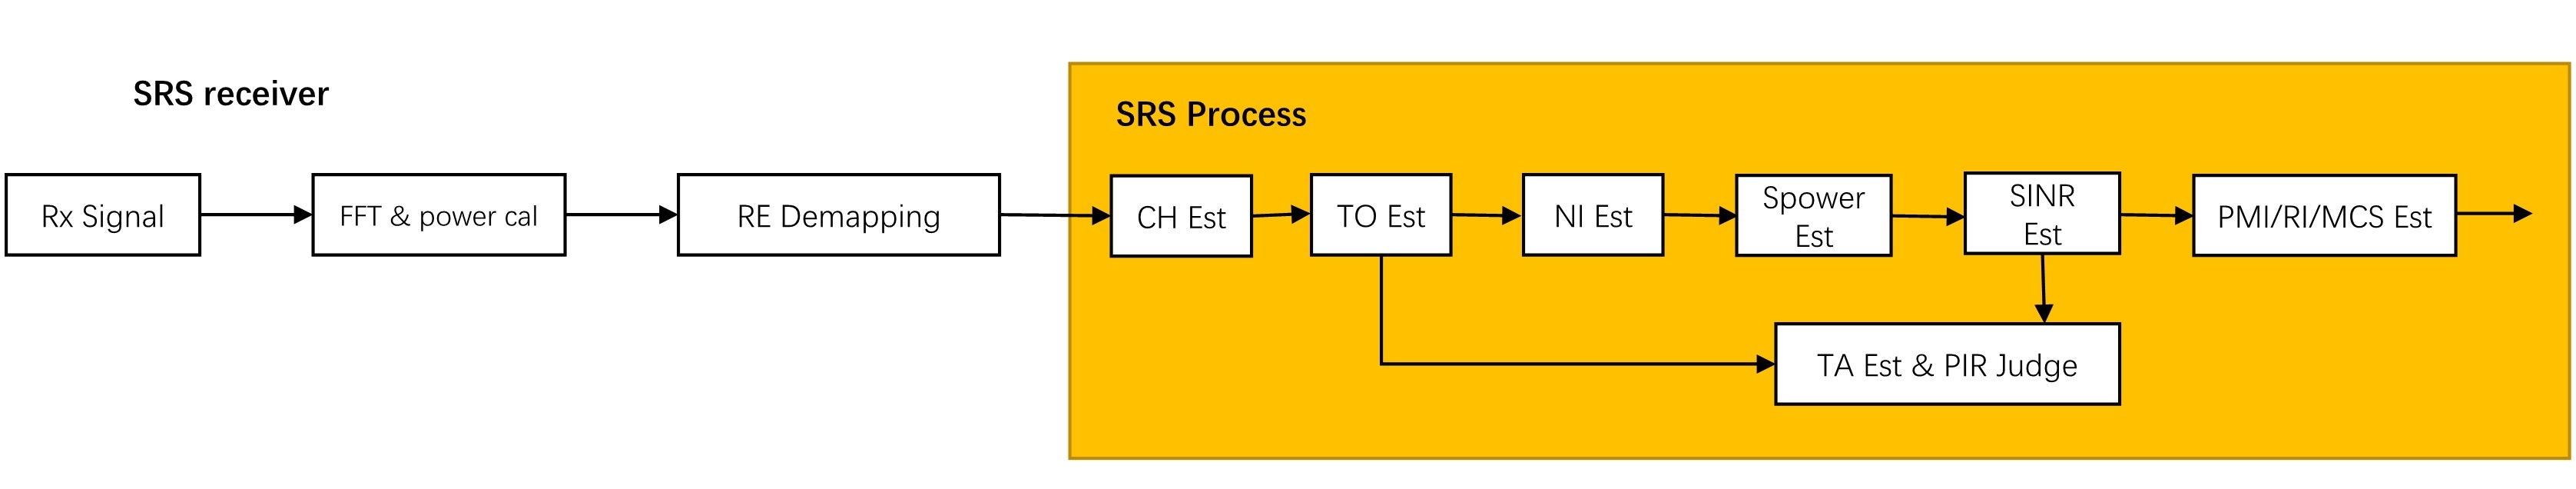 SRS receiver
SRS Process
Rx Signal
FFT & power cal
RE Demapping
CH Est
TO Est
NI Est
Spower
Est
SINR
Est
PMI/RI/MCS Est
TA Est & PIR Judge